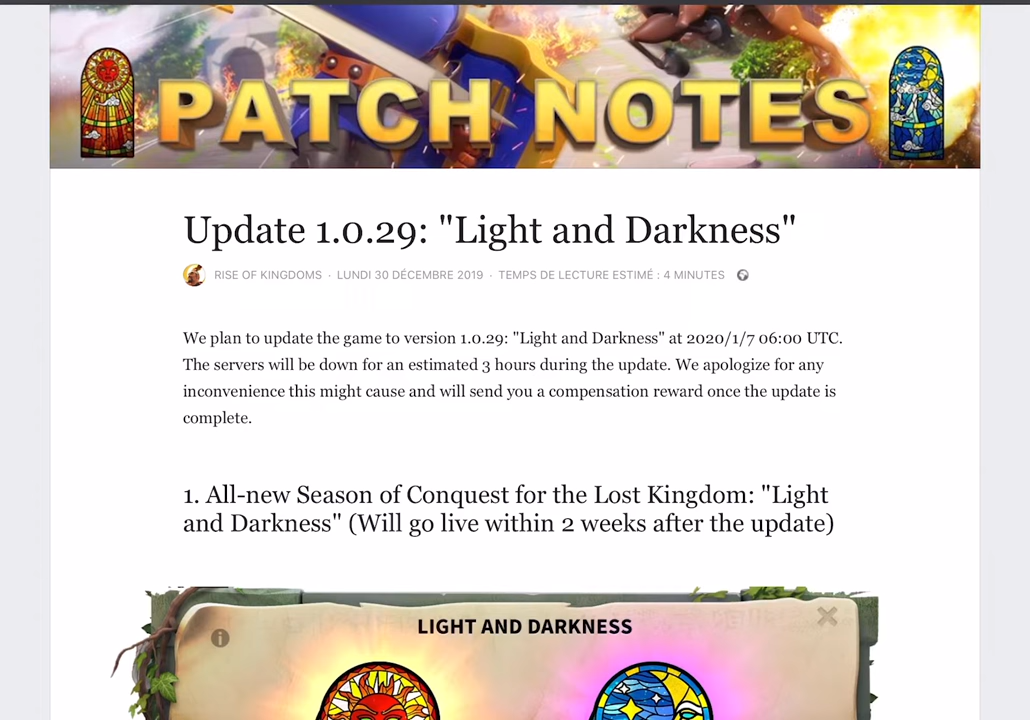 PATCH NOTES
Update 1.0.29: "Light and Darkness"
RISE OF KINGDOMS · LUNDI 30 DÉCEMBRE 2019 · TEMPS DE LECTURE ESTIMÉ : 4 MINUTES
We plan to update the game to version 1.0.29: "Light and Darkness" at 2020/1/7 06:00 UTC.
The servers will be down for an estimated 3 hours during the update. We apologize for any
inconvenience this might cause and will send you a compensation reward once the update is
complete.
1. All-new Season of Conquest for the Lost Kingdom: "Light
and Darkness" (Will go live within 2 weeks after the update)
LIGHT AND DARKNESS